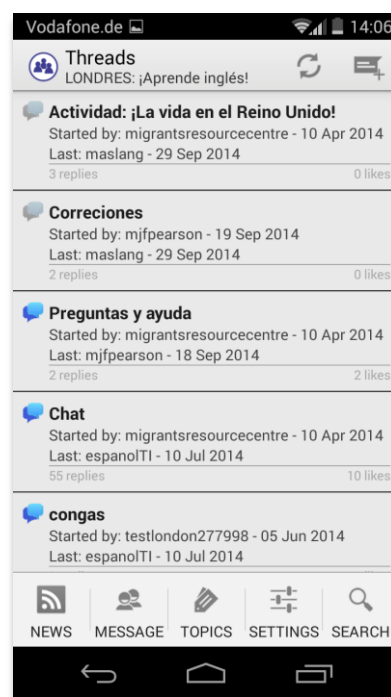 Vodafone.de
14:06
Threads
LONDRES: ¡Aprende inglés!
Actividad: ¡La vida en el Reino Unido!
Started by: migrantsresourcecentre - 10 Apr 2014
Last: maslang - 29 Sep 2014
3 replies 0 likes
Correciones
Started by: mjfpearson - 19 Sep 2014
Last: maslang - 29 Sep 2014
2 replies 0 likes
Preguntas y ayuda
Started by: migrantsresourcecentre - 10 Apr 2014
Last: mjfpearson - 18 Sep 2014
2 replies 2 likes
Chat
Started by: migrantsresourcecentre - 10 Apr 2014
Last: espanolTI - 10 Jul 2014
55 replies 10 likes
congas
Started by: testlondon277998 - 05 Jun 2014
Last: espanolTI - 10 Jul 2014
NEWS MESSAGE TOPICS SETTINGS SEARCH